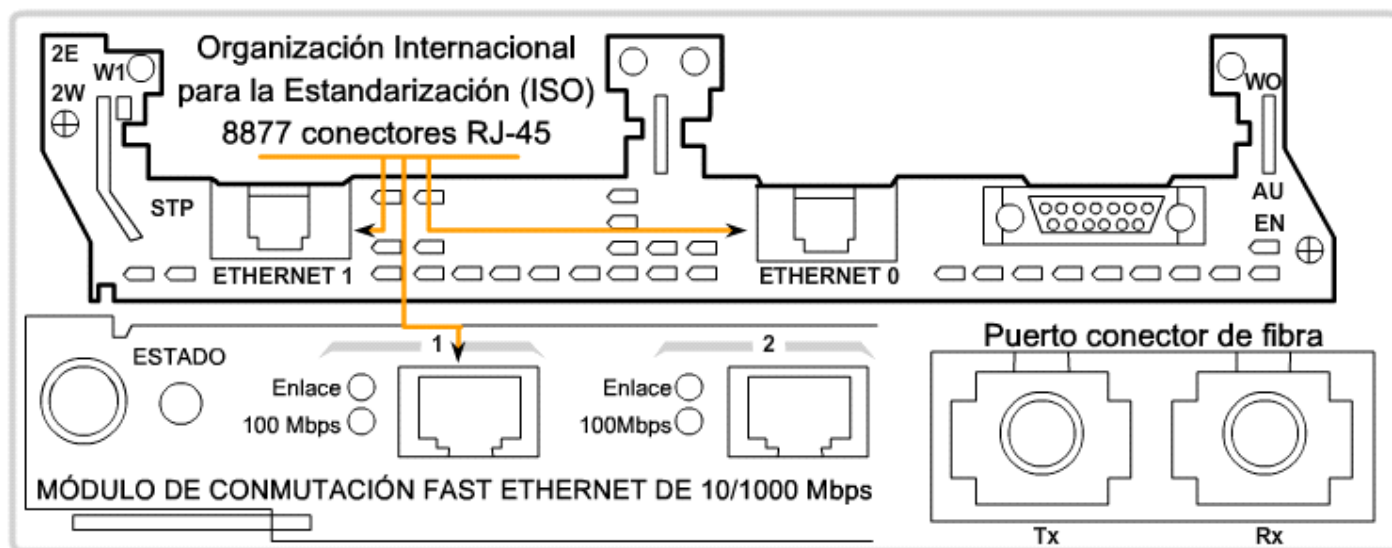 2E
W1
2W
Organización Internacional
para la Estandarización (ISO)
8877 conectores RJ-45
WO
STP
AU
EN
ETHERNET 1
ETHERNET 0
ESTADO
1
Enlace
100 Mbps
2
Enlace
100Mbps
MÓDULO DE CONMUTACIÓN FAST ETHERNET DE 10/1000 Mbps
Puerto conector de fibra
Tx
Rx